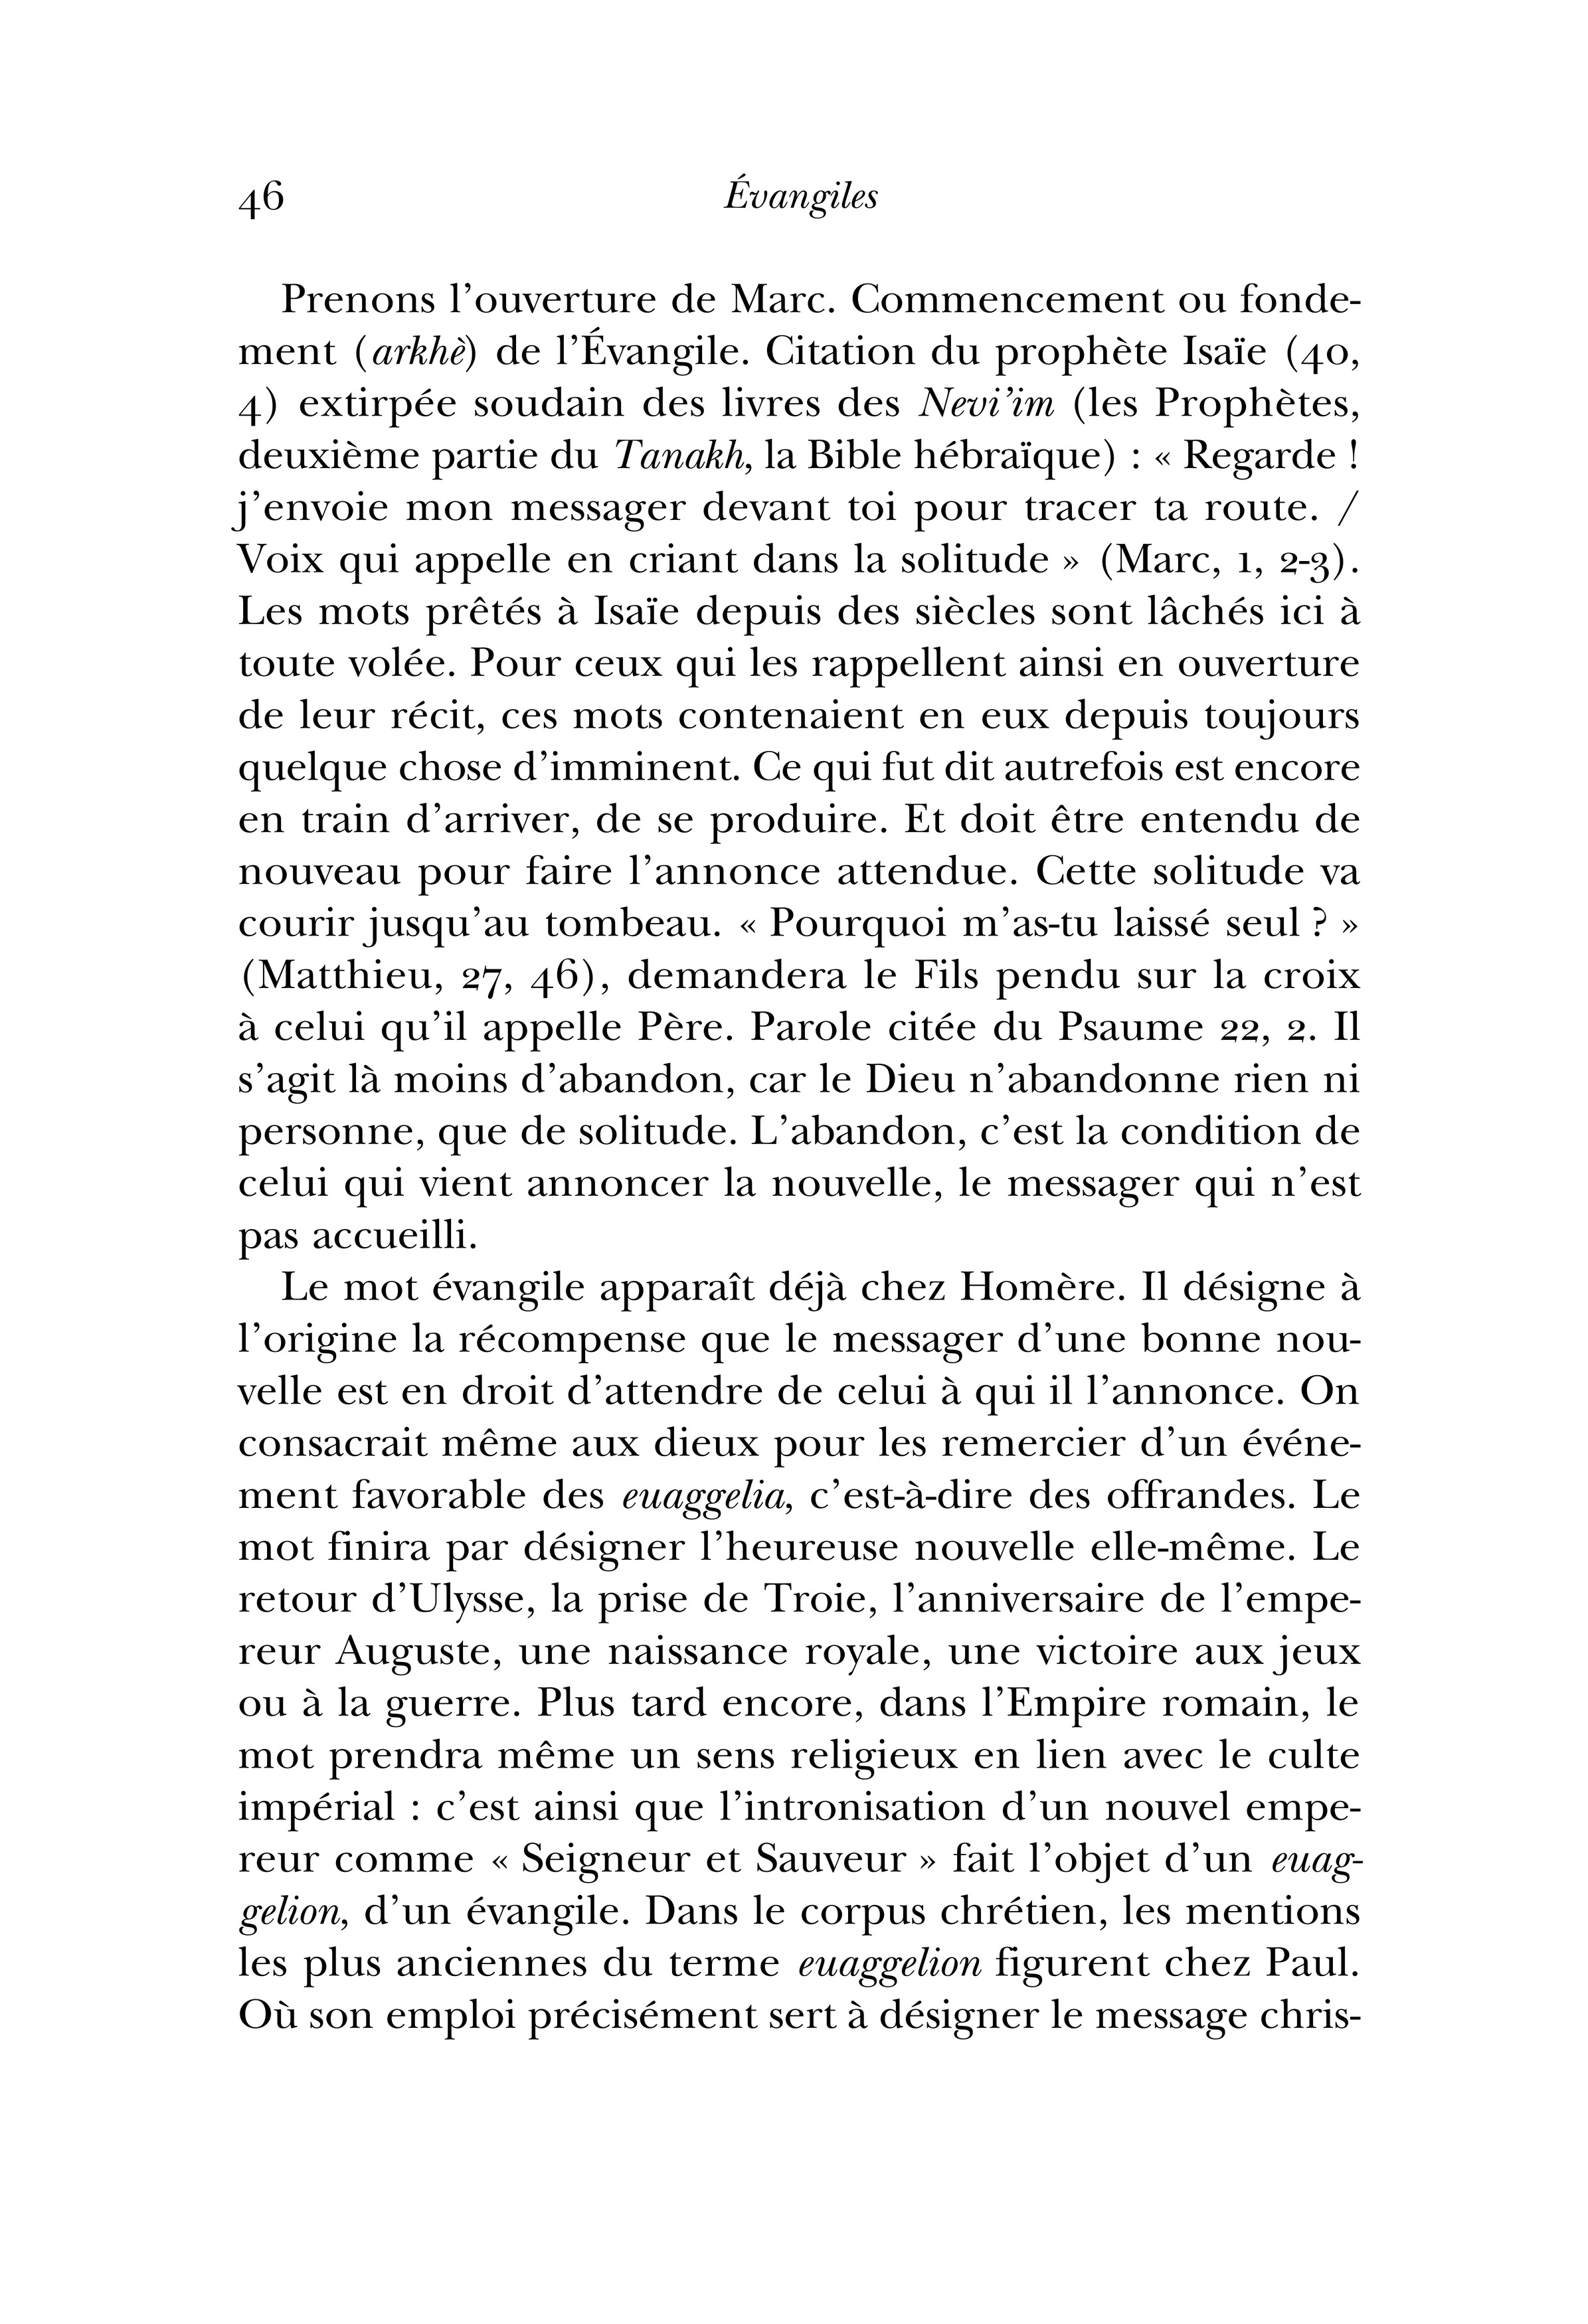 46
Évangiles
Prenons l’ouverture de Marc. Commencement ou fonde-
ment (arkhè) de l’Évangile. Citation du prophète Isaïe (40,
4) extirpée soudain des livres des Nevi’im (les Prophètes,
deuxième partie du Tanakh, la Bible hébraïque) : « Regarde !
j’envoie mon messager devant toi pour tracer ta route. /
Voix qui appelle en criant dans la solitude » (Marc, 1, 2-3).
Les mots prêtés à Isaïe depuis des siècles sont lâchés ici à
toute volée. Pour ceux qui les rappellent ainsi en ouverture
de leur récit, ces mots contenaient en eux depuis toujours
quelque chose d’imminent. Ce qui fut dit autrefois est encore
en train d’arriver, de se produire. Et doit être entendu de
nouveau pour faire l’annonce attendue. Cette solitude va
courir jusqu’au tombeau. « Pourquoi m’as-tu laissé seul ? »
(Matthieu, 27, 46), demandera le Fils pendu sur la croix
à celui qu’il appelle Père. Parole citée du Psaume 22, 2. Il
s’agit là moins d’abandon, car le Dieu n’abandonne rien ni
personne, que de solitude. L’abandon, c’est la condition de
celui qui vient annoncer la nouvelle, le messager qui n’est
pas accueilli.
Le mot évangile apparaît déjà chez Homère. Il désigne à
l’origine la récompense que le messager d’une bonne nou-
velle est en droit d’attendre de celui à qui il l’annonce. On
consacrait même aux dieux pour les remercier d’un événe-
ment favorable des euaggelia, c’est-à-dire des offrandes. Le
mot finira par désigner l’heureuse nouvelle elle-même. Le
retour d’Ulysse, la prise de Troie, l’anniversaire de l’empe-
reur Auguste, une naissance royale, une victoire aux jeux
ou à la guerre. Plus tard encore, dans l’Empire romain, le
mot prendra même un sens religieux en lien avec le culte
impérial : c’est ainsi que l’intronisation d’un nouvel empe-
reur comme « Seigneur et Sauveur » fait l’objet d’un euag-
gelion, d’un évangile. Dans le corpus chrétien, les mentions
les plus anciennes du terme euaggelion figurent chez Paul.
Où son emploi précisément sert à désigner le message chris-